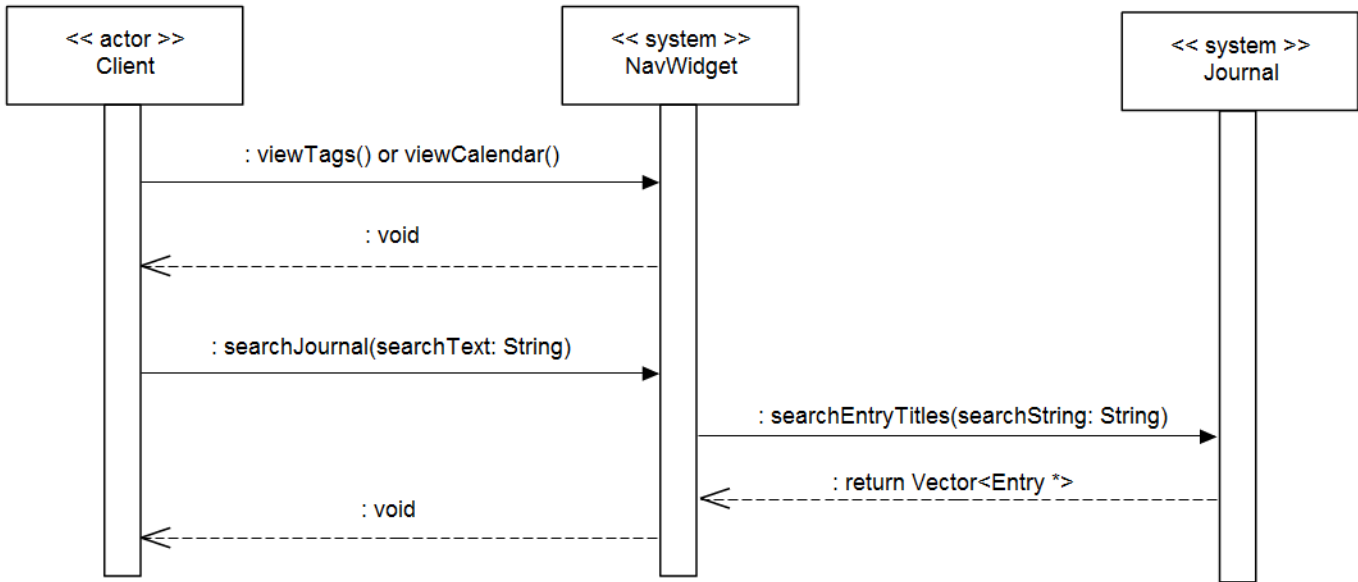 << actor >>
Client
<< system >>
NavWidget
<< system >>
Journal
: viewTags() or viewCalendar()
: void
: searchJournal(searchText: String)
: searchEntryTitles(searchString: String)
: return Vector<Entry *>
: void